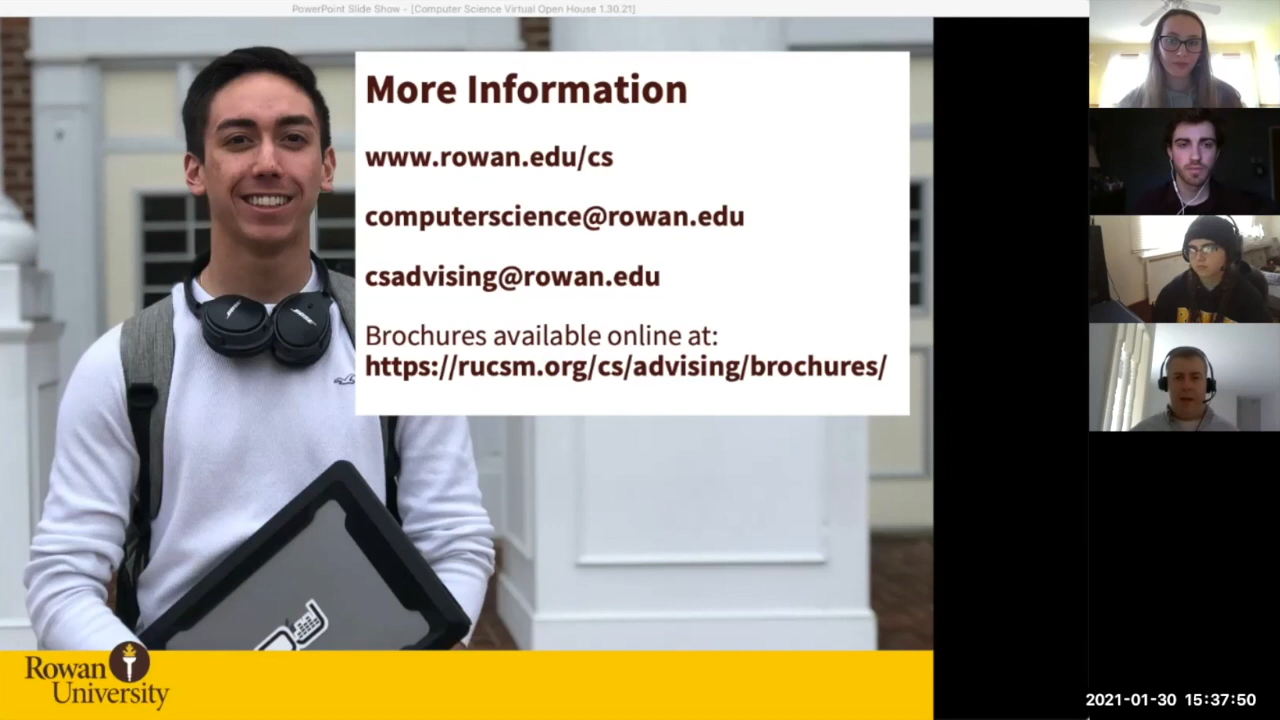 PowerPoint Slide Show - [Computer Science Virtual Open House 1.30.21]
More Information
www.rowan.edu/cs
computerscience@rowan.edu
csadvising@rowan.edu
Brochures available online at:
https://rucsm.org/cs/advising/brochures/
BOSE
BOSE
Rowan
University
2021-01-30 15:37:50